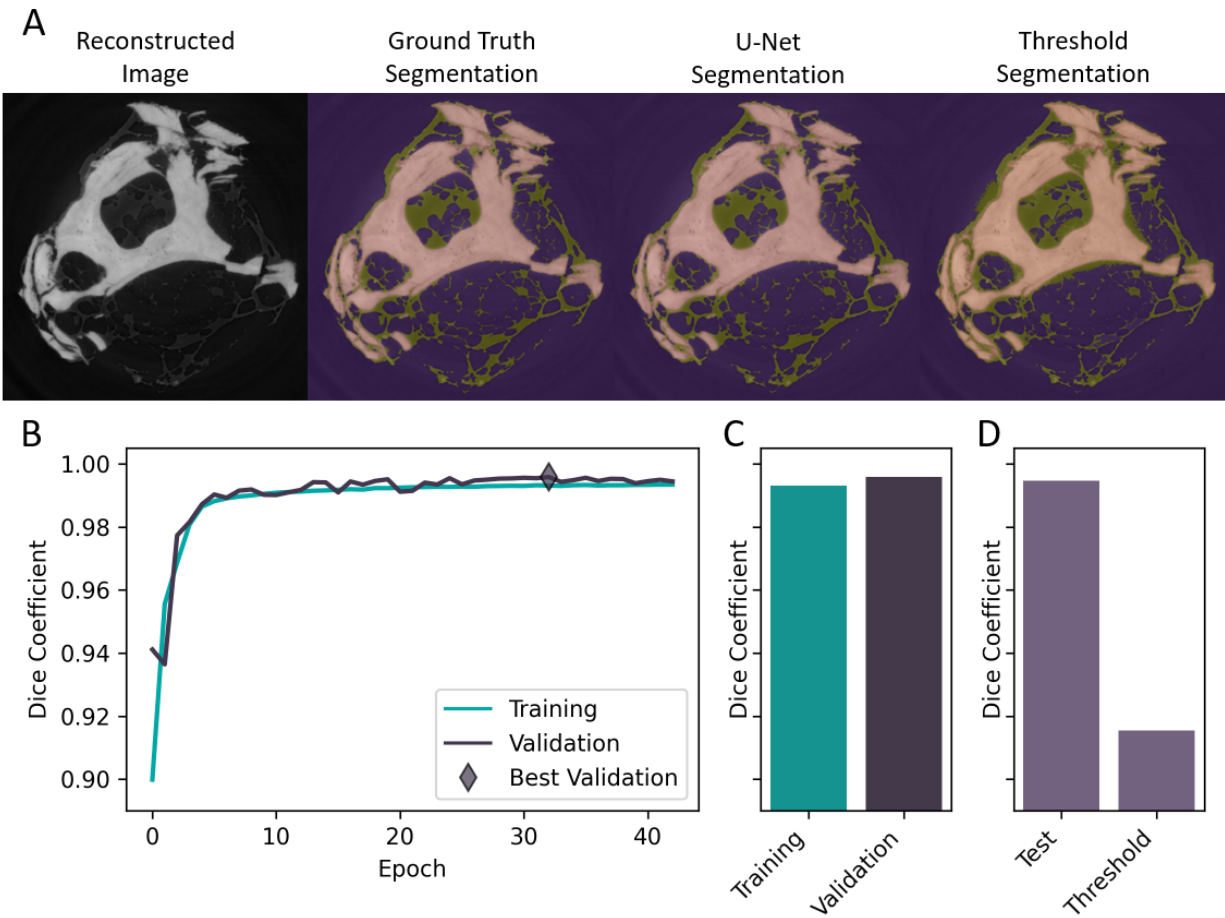 A
Reconstructed
Image
Ground Truth
Segmentation
U-Net
Segmentation
Threshold
Segmentation
B
1.00
0.98
0.96
0.94
0.92
0.90
Dice Coefficient
0
10
20
30
40
Epoch
Training
Validation
Best Validation
C
Dice Coefficient
Training
Validation
D
Dice Coefficient
Test
Threshold